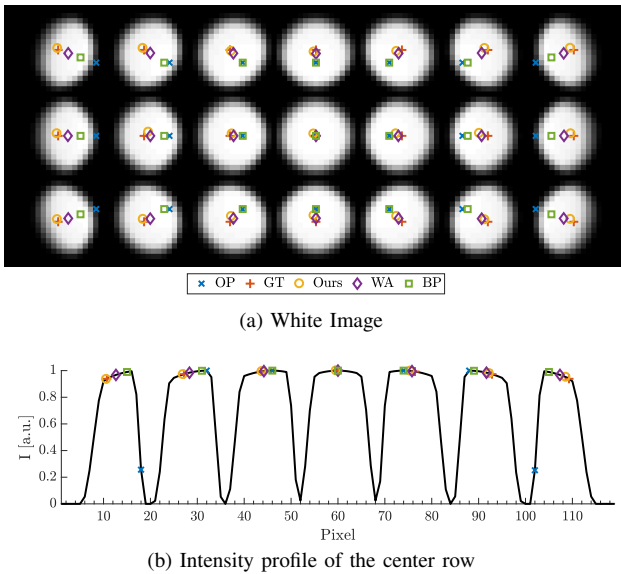 OP GT Ours WA BP
(a) White Image
1
0.8
0.6
0.4
0.2
0
I [a.u.]
10 20 30 40 50 60 70 80 90 100 110
Pixel
(b) Intensity profile of the center row